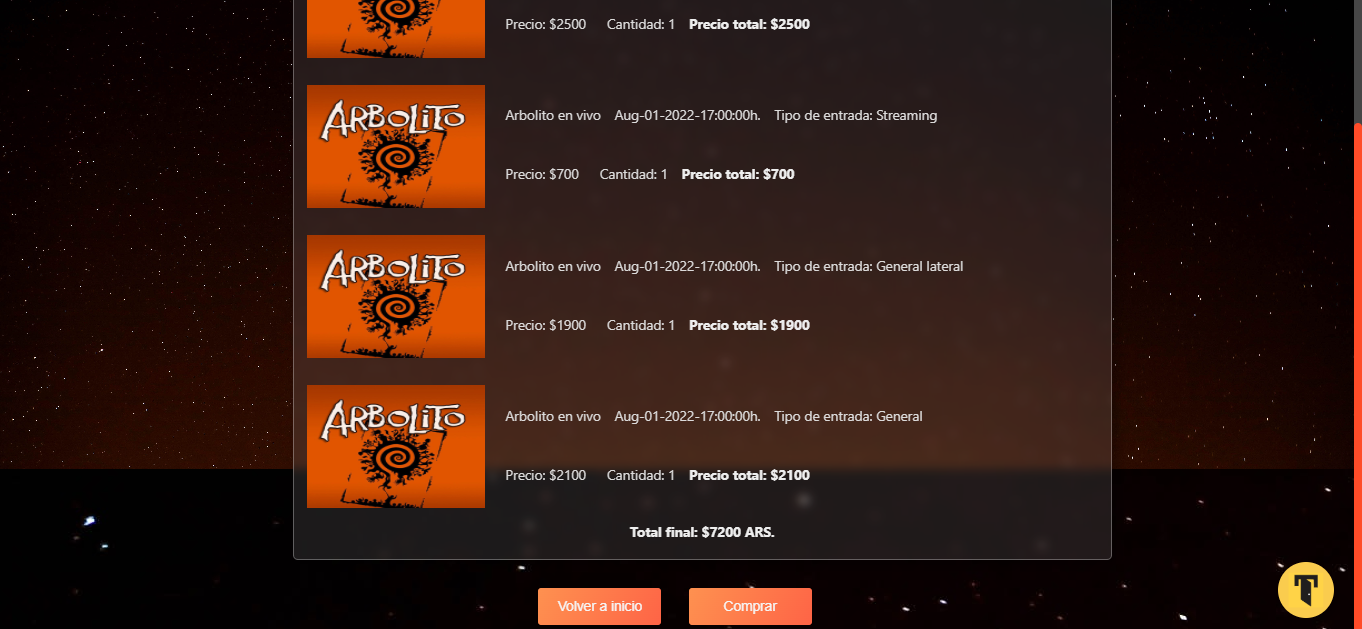 Precio: $2500 Cantidad: 1 Precio total: $2500
ARBOLITO
Arbolito en vivo Aug-01-2022-17:00:00h. Tipo de entrada: Streaming
Precio: $700 Cantidad: 1 Precio total: $700
ARBOLITO
Arbolito en vivo Aug-01-2022-17:00:00h. Tipo de entrada: General lateral
Precio: $1900 Cantidad: 1 Precio total: $1900
ARBOLITO
Arbolito en vivo Aug-01-2022-17:00:00h. Tipo de entrada: General
Precio: $2100 Cantidad: 1 Precio total: $2100
Total final: $7200 ARS.
Volver a inicio Comprar
T